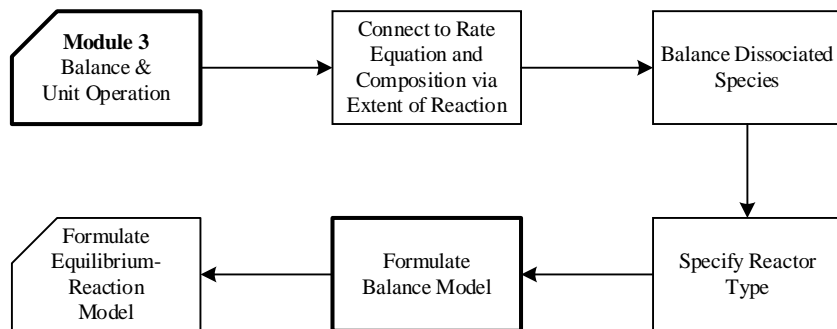 Module 3
Balance &
Unit Operation
Connect to Rate
Equation and
Composition via
Extent of Reaction
Balance Dissociated
Species
Formulate
Equilibrium-
Reaction
Model
Formulate
Balance Model
Specify Reactor
Type